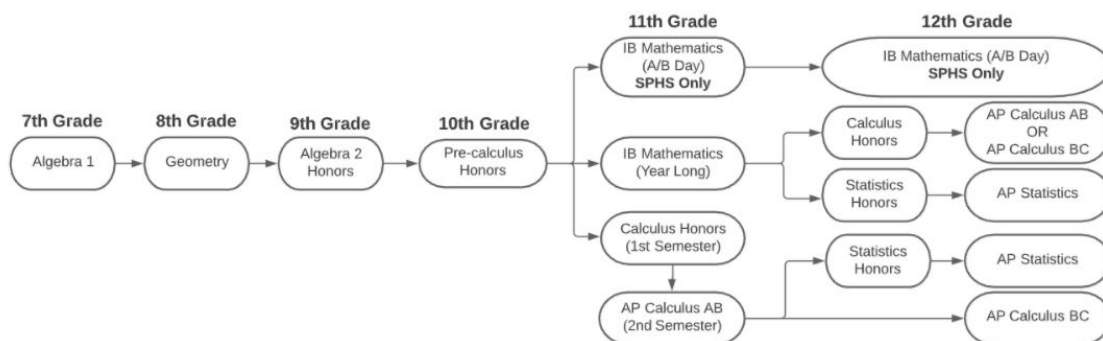 11th Grade
12th Grade
IB Mathematics
(A/B Day)
SPHS Only
IB Mathematics (A/B Day)
SPHS Only
7th Grade
8th Grade
9th Grade
10th Grade
Algebra 1
Geometry
Algebra 2
Honors
Pre-calculus
Honors
IB Mathematics
(Year Long)
Calculus
Honors
AP Calculus AB
OR
AP Calculus BC
Statistics
Honors
AP Statistics
Calculus Honors
(1st Semester)
Statistics
Honors
AP Statistics
AP Calculus AB
(2nd Semester)
AP Calculus BC